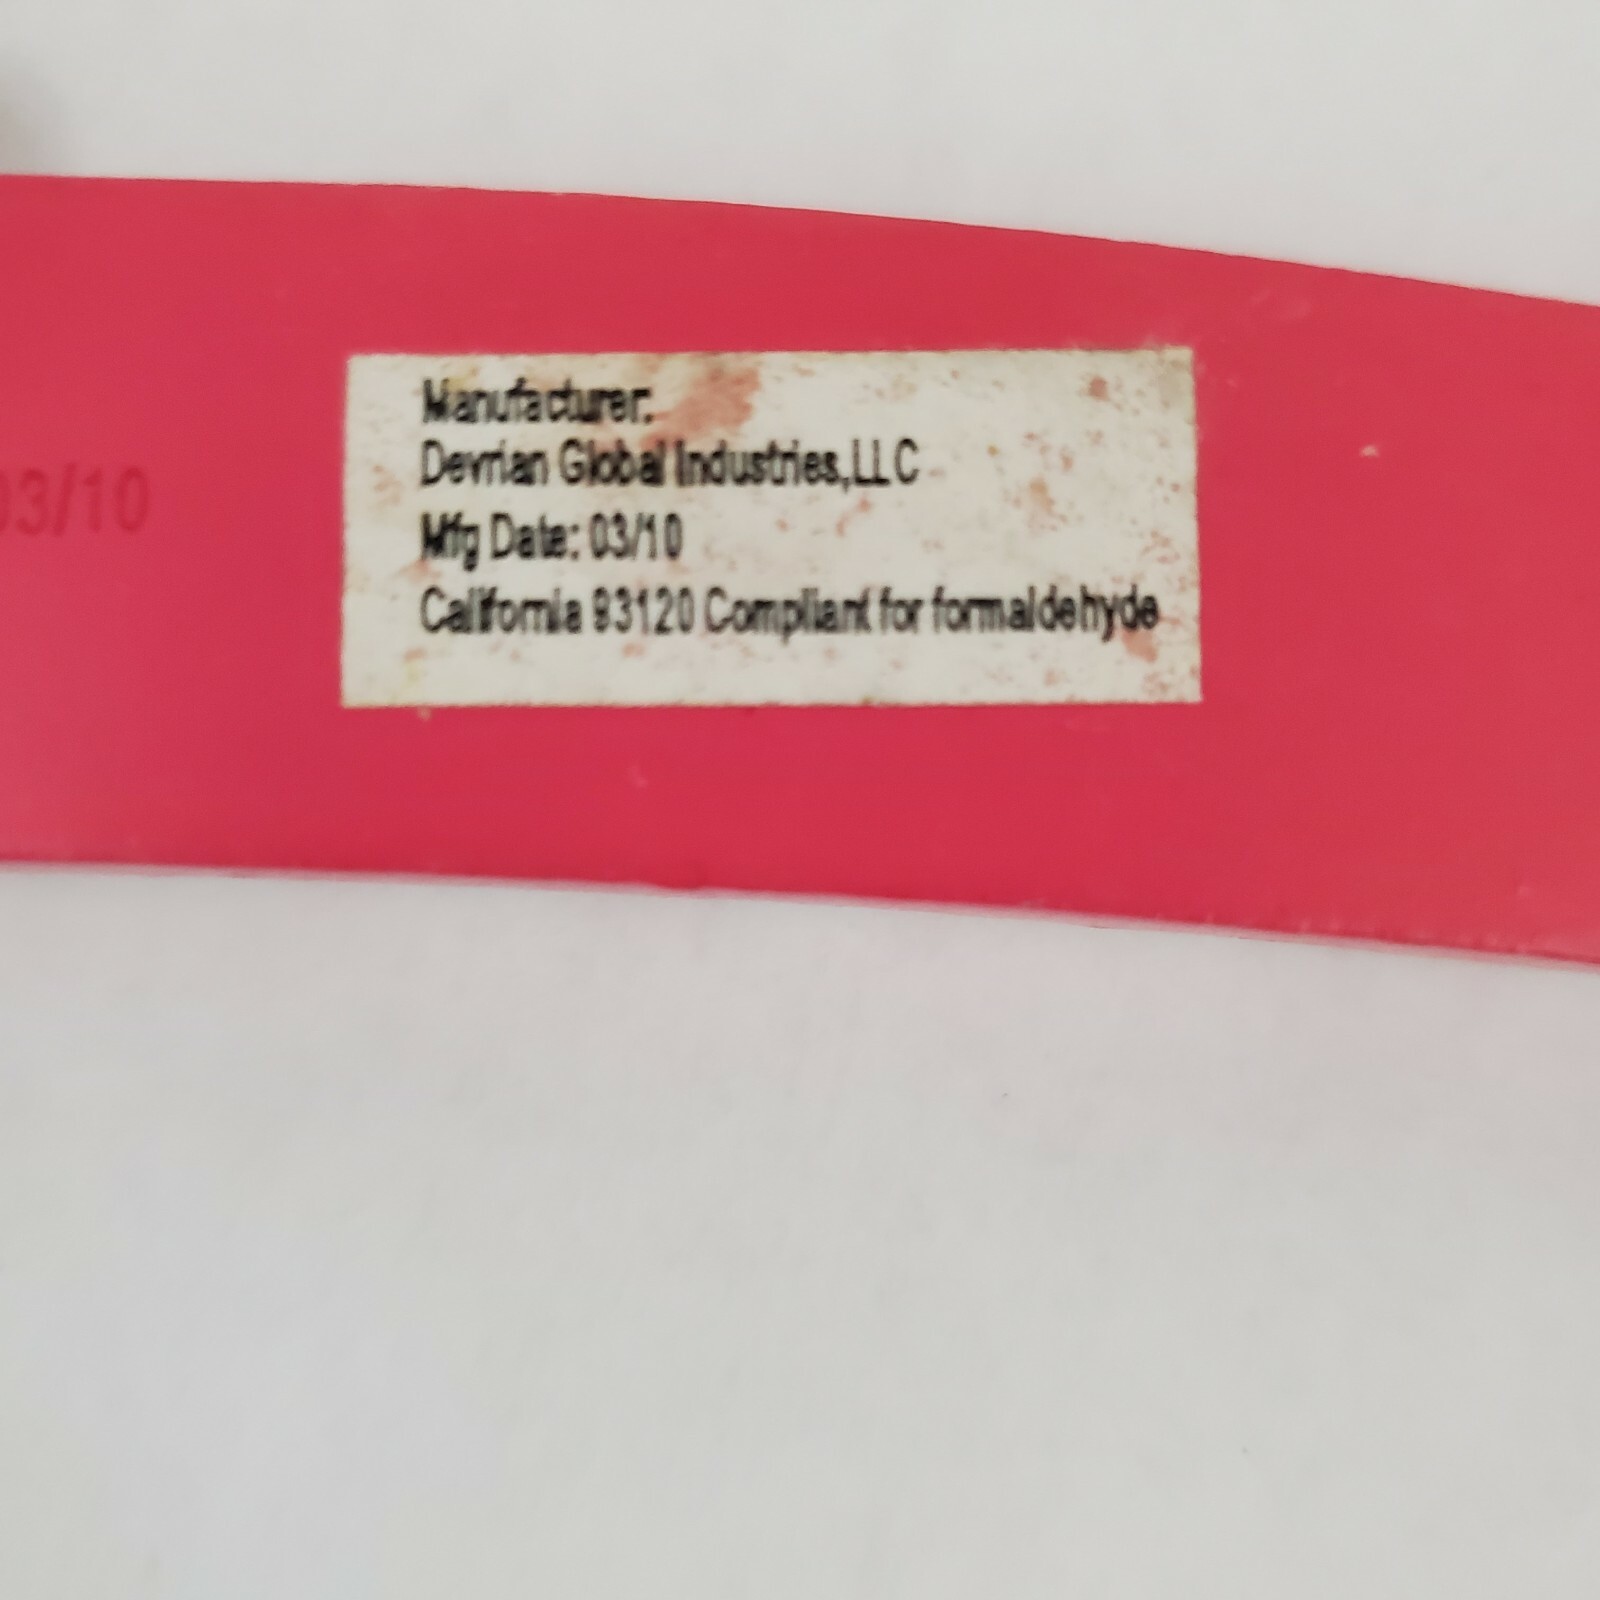 Manufacturer:
Devrian Global Industries,LLC
Mfg Date: 03/10
California 93120 Compliant for formaldehyde
03/10